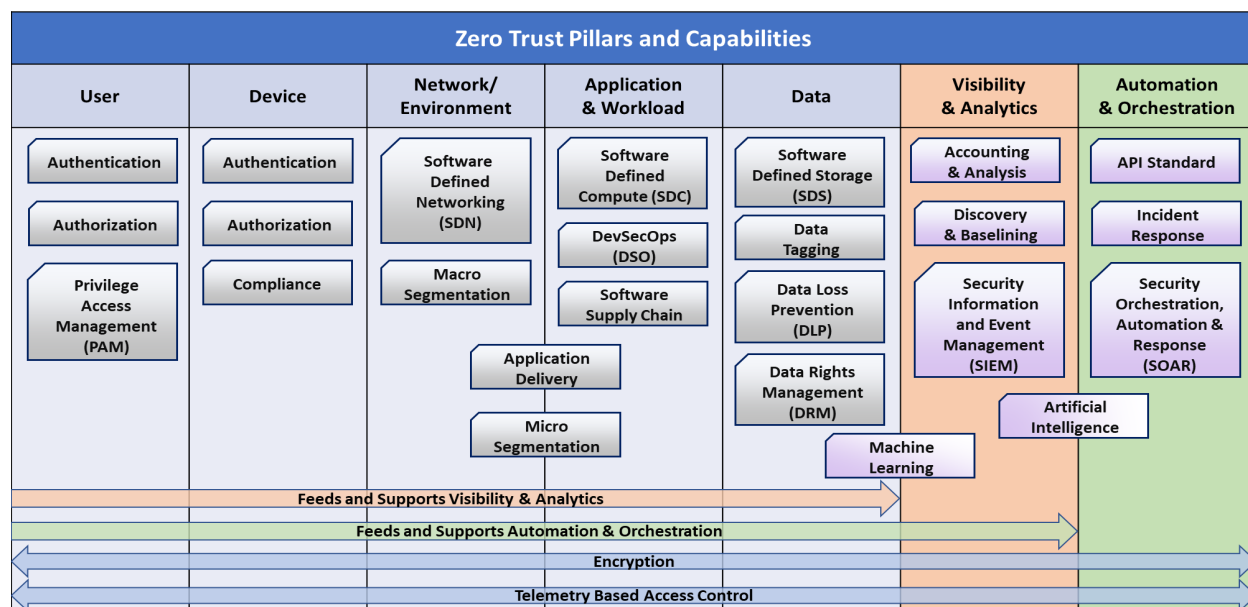 Zero Trust Pillars and Capabilities
User
Device
Network/
Environment
Application
& Workload
Data
Visibility
& Analytics
Automation
& Orchestration
Authentication
Authorization
Privilege
Access
Management
(PAM)
Authentication
Authorization
Compliance
Software
Defined
Networking
(SDN)
Macro
Segmentation
Software
Defined
Compute (SDC)
DevSecOps
(DSO)
Software
Supply Chain
Application
Delivery
Micro
Segmentation
Software
Defined Storage
(SDS)
Data
Tagging
Data Loss
Prevention
(DLP)
Data Rights
Management
(DRM)
Machine
Learning
Accounting
& Analysis
Discovery
& Baselining
Security
Information
and Event
Management
(SIEM)
Artificial
Intelligence
API Standard
Incident
Response
Security
Orchestration,
Automation &
Response
(SOAR)
Feeds and Supports Visibility & Analytics
Feeds and Supports Automation & Orchestration
Encryption
Telemetry Based Access Control